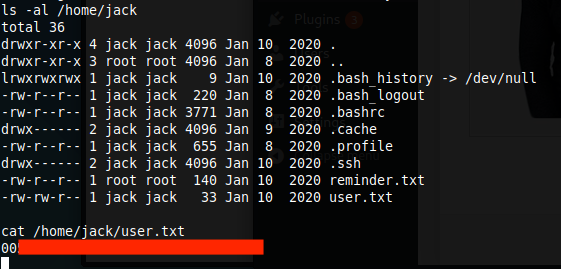 ls -al /home/jack
Plugins 3
total 36
drwxr-xr-x 4 jack jack 4096 Jan 10  2020 .
drwxr-xr-x 3 root root 4096 Jan  8  2020 ..
lrwxrwxrwx 1 jack jack    9 Jan 10  2020 .bash_history -> /dev/null
-rw-r--r-- 1 jack jack  220 Jan  8  2020 .bash_logout
-rw-r--r-- 1 jack jack 3771 Jan  8  2020 .bashrc
drwx------ 2 jack jack 4096 Jan  9  2020 .cache
-rw-r--r-- 1 jack jack  655 Jan  8  2020 .profile
drwx------ 2 jack jack 4096 Jan 10  2020 .ssh
-rw-r--r-- 1 root root  140 Jan 10  2020 reminder.txt
-rw-rw-r-- 1 jack jack   33 Jan 10  2020 user.txt
cat /home/jack/user.txt
00